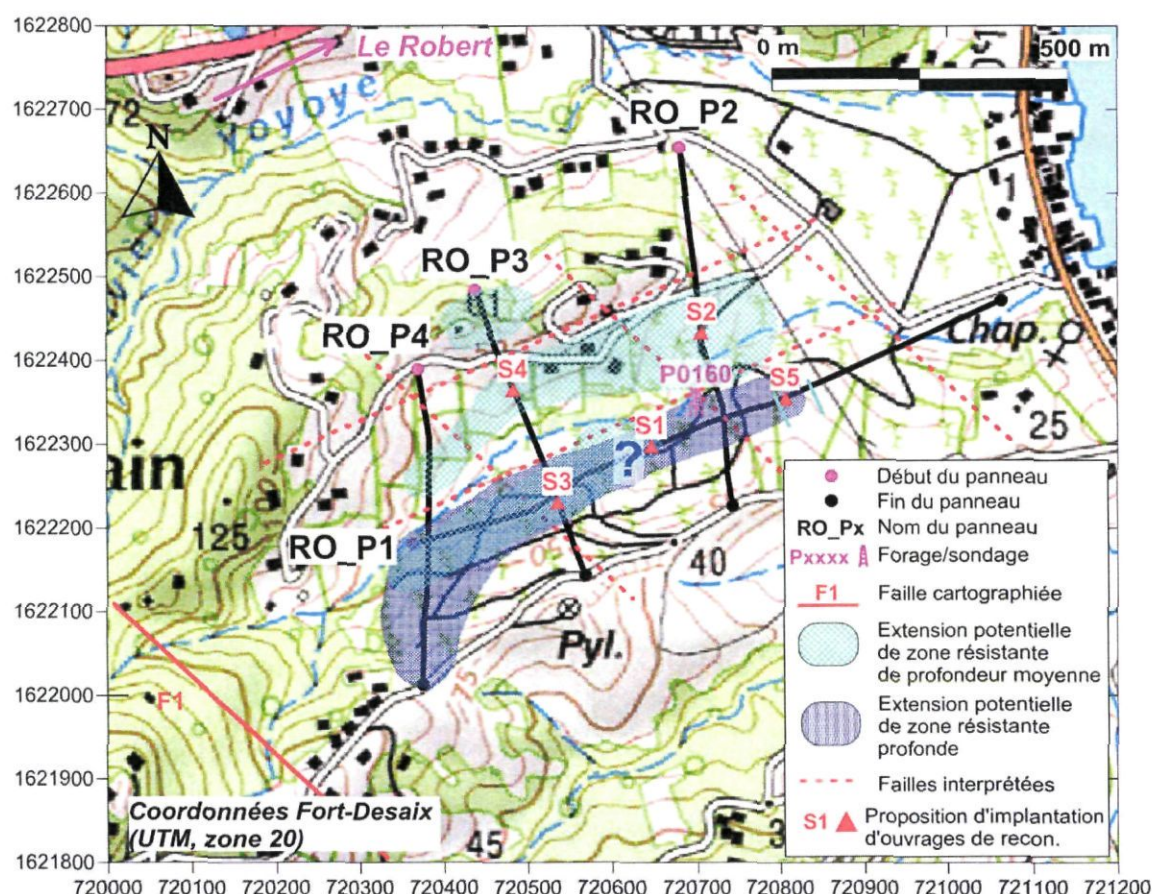 1622800
1622700
1622600
1622500
1622400
1622300
1622200
1622100
1622000
1621900
1621800
Le Robert
0 m 500 m
72
Voyoye
N
RO_P2
1
RO_P3
61
RO_P4
S2
Chap.
S4
P0160
S5
S1
25
?
ain
S3
125
100
RO_P1
50
40
Pyl.
75
F1
45
Début du panneau
Fin du panneau
RO_Px Nom du panneau
Pxxxx Forage/sondage
F1 Faille cartographiée
Extension potentielle
de zone résistante
de profondeur moyenne
Extension potentielle
de zone résistante
profonde
Failles interprétées
S1 Proposition d'implantation
d'ouvrages de recon.
Coordonnées Fort-Desaix
(UTM, zone 20)
720000 720100 720200 720300 720400 720500 720600 720700 720800 720900 721000 721100 721200